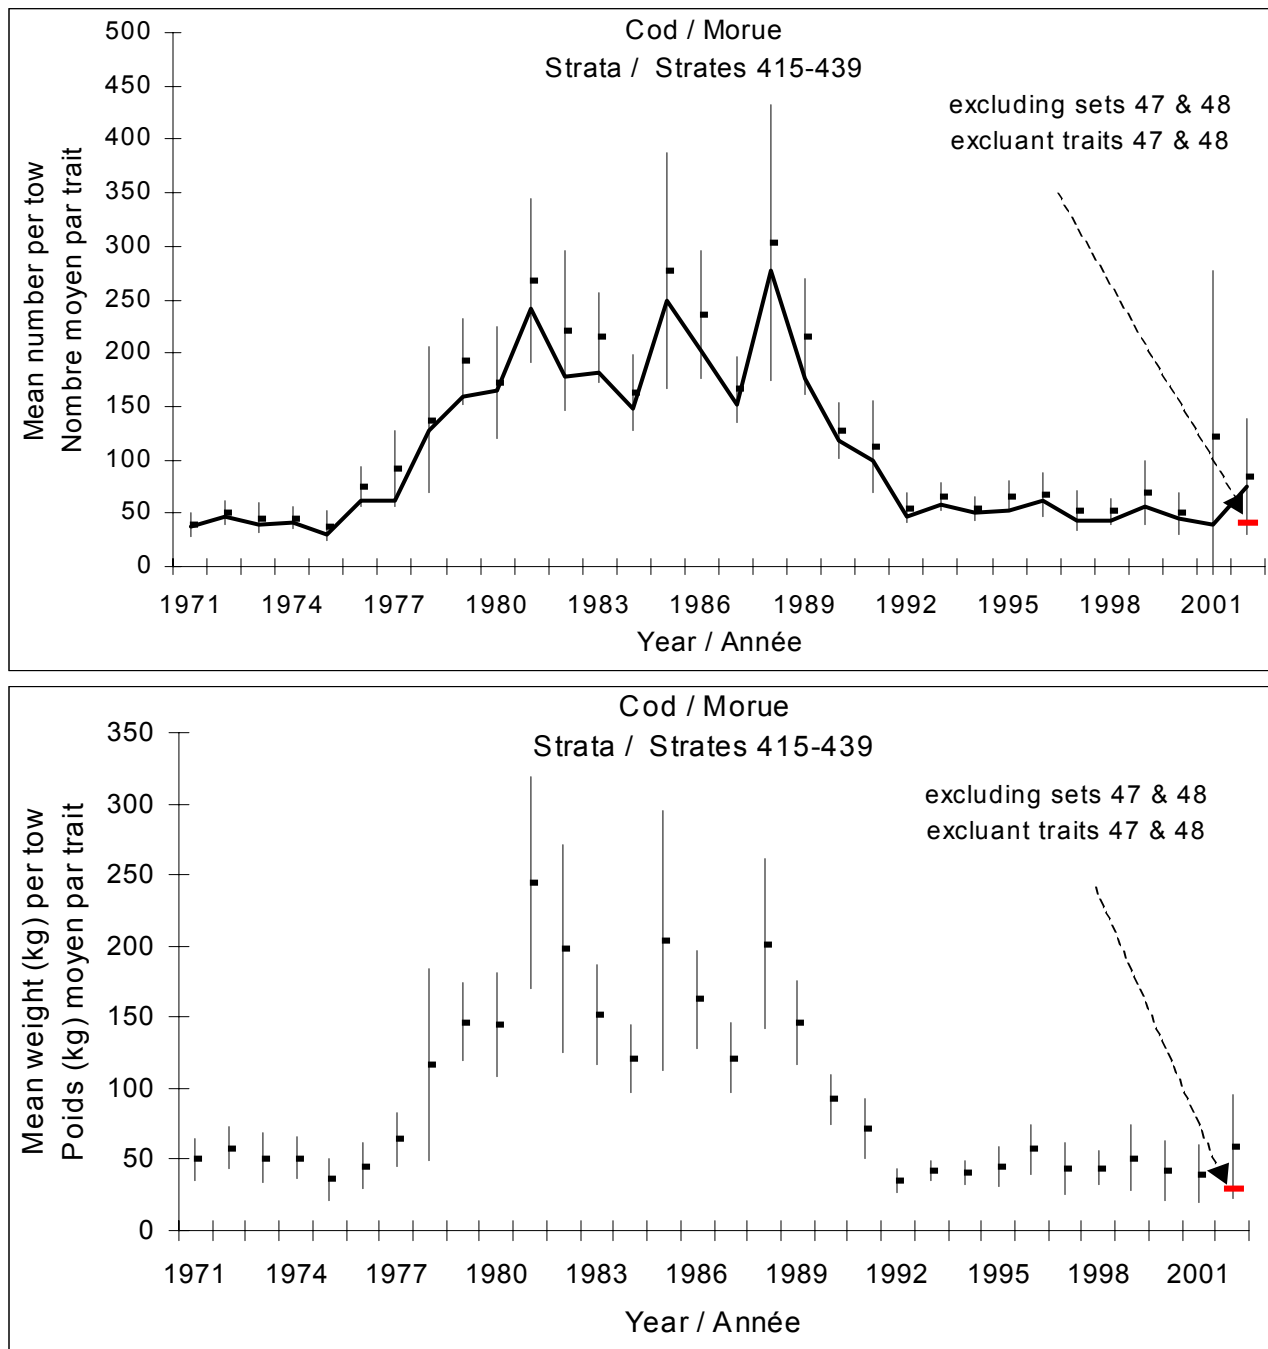 Cod / Morue
Strata / Strates 415-439
excluding sets 47 & 48
excluant traits 47 & 48
Mean number per tow
Nombre moyen par trait
500
450
400
350
300
250
200
150
100
50
0
1971 1974 1977 1980 1983 1986 1989 1992 1995 1998 2001
Year / Année
Cod / Morue
Strata / Strates 415-439
excluding sets 47 & 48
excluant traits 47 & 48
Mean weight (kg) per tow
Poids (kg) moyen par trait
350
300
250
200
150
100
50
0
1971 1974 1977 1980 1983 1986 1989 1992 1995 1998 2001
Year / Année